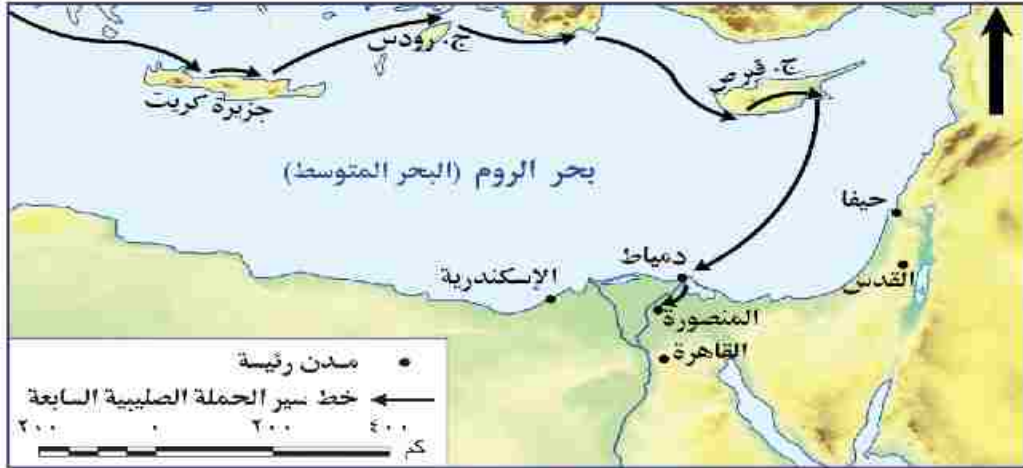 ج. رودس
جزيرة كريت
ج. قبرص
بحر الروم (البحر المتوسط)
حيفا
القدس
دمياط
الإسكندرية
المنصورة
القاهرة
مـدن رئيسة
خط سير الحملة الصليبية السابعة
٢٠٠ ٠ ٢٠٠ ٤٠٠
كم